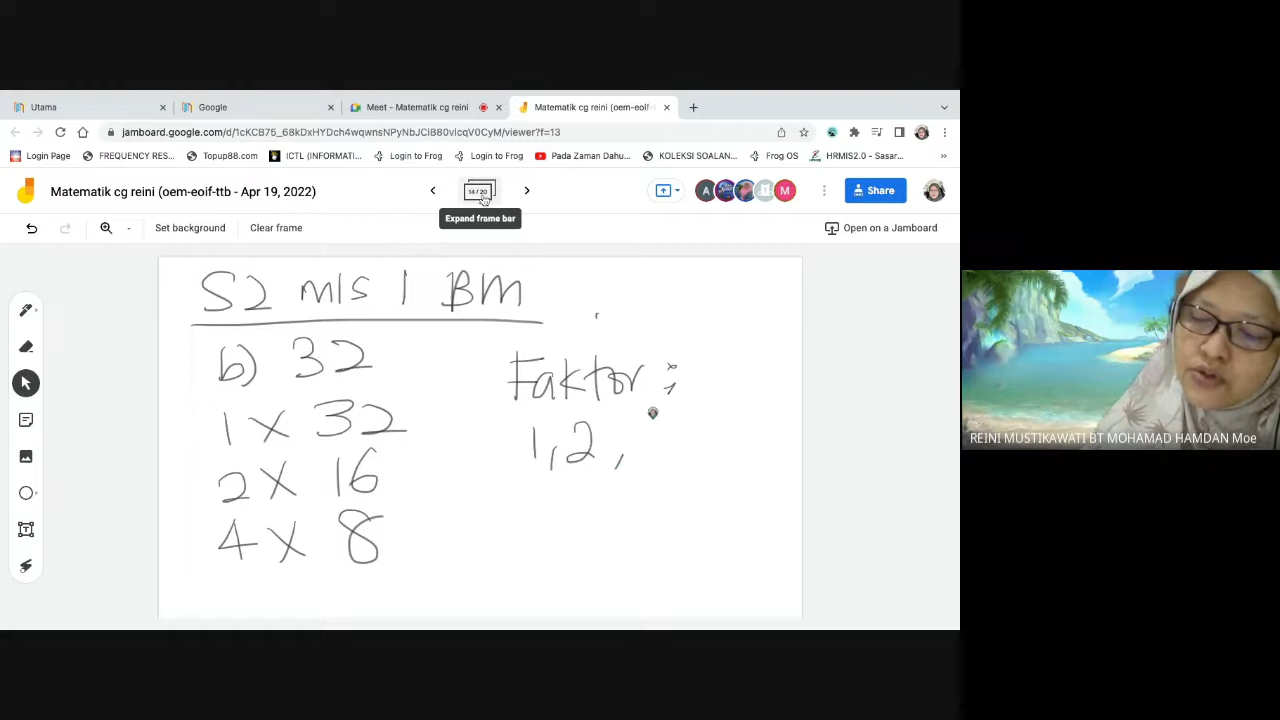 Utama
Google
Meet - Matematik cg reini
Matematik cg reini (oem-eoif-t
jamboard.google.com/d/1cKCB75_68kDxHYDch4wqwnsNPyNbJCiB80vlcqV0CyM/viewer?f=13
Login Page
FREQUENCY RES...
Topup88.com
ICTL (INFORMATI...
Login to Frog
Login to Frog
Pada Zaman Dahu...
KOLEKSI SOALAN...
Frog OS
HRMIS2.0 - Sasar...
»
Matematik cg reini (oem-eoif-ttb - Apr 19, 2022)
14 / 20
A
M
Share
Expand frame bar
Set background
Clear frame
Open on a Jamboard
S2 m/s 1 BM
b) 32
1 x 32
2 x 16
4 x 8
Faktor ;
1, 2 ,
REINI MUSTIKAWATI BT MOHAMAD HAMDAN Moe